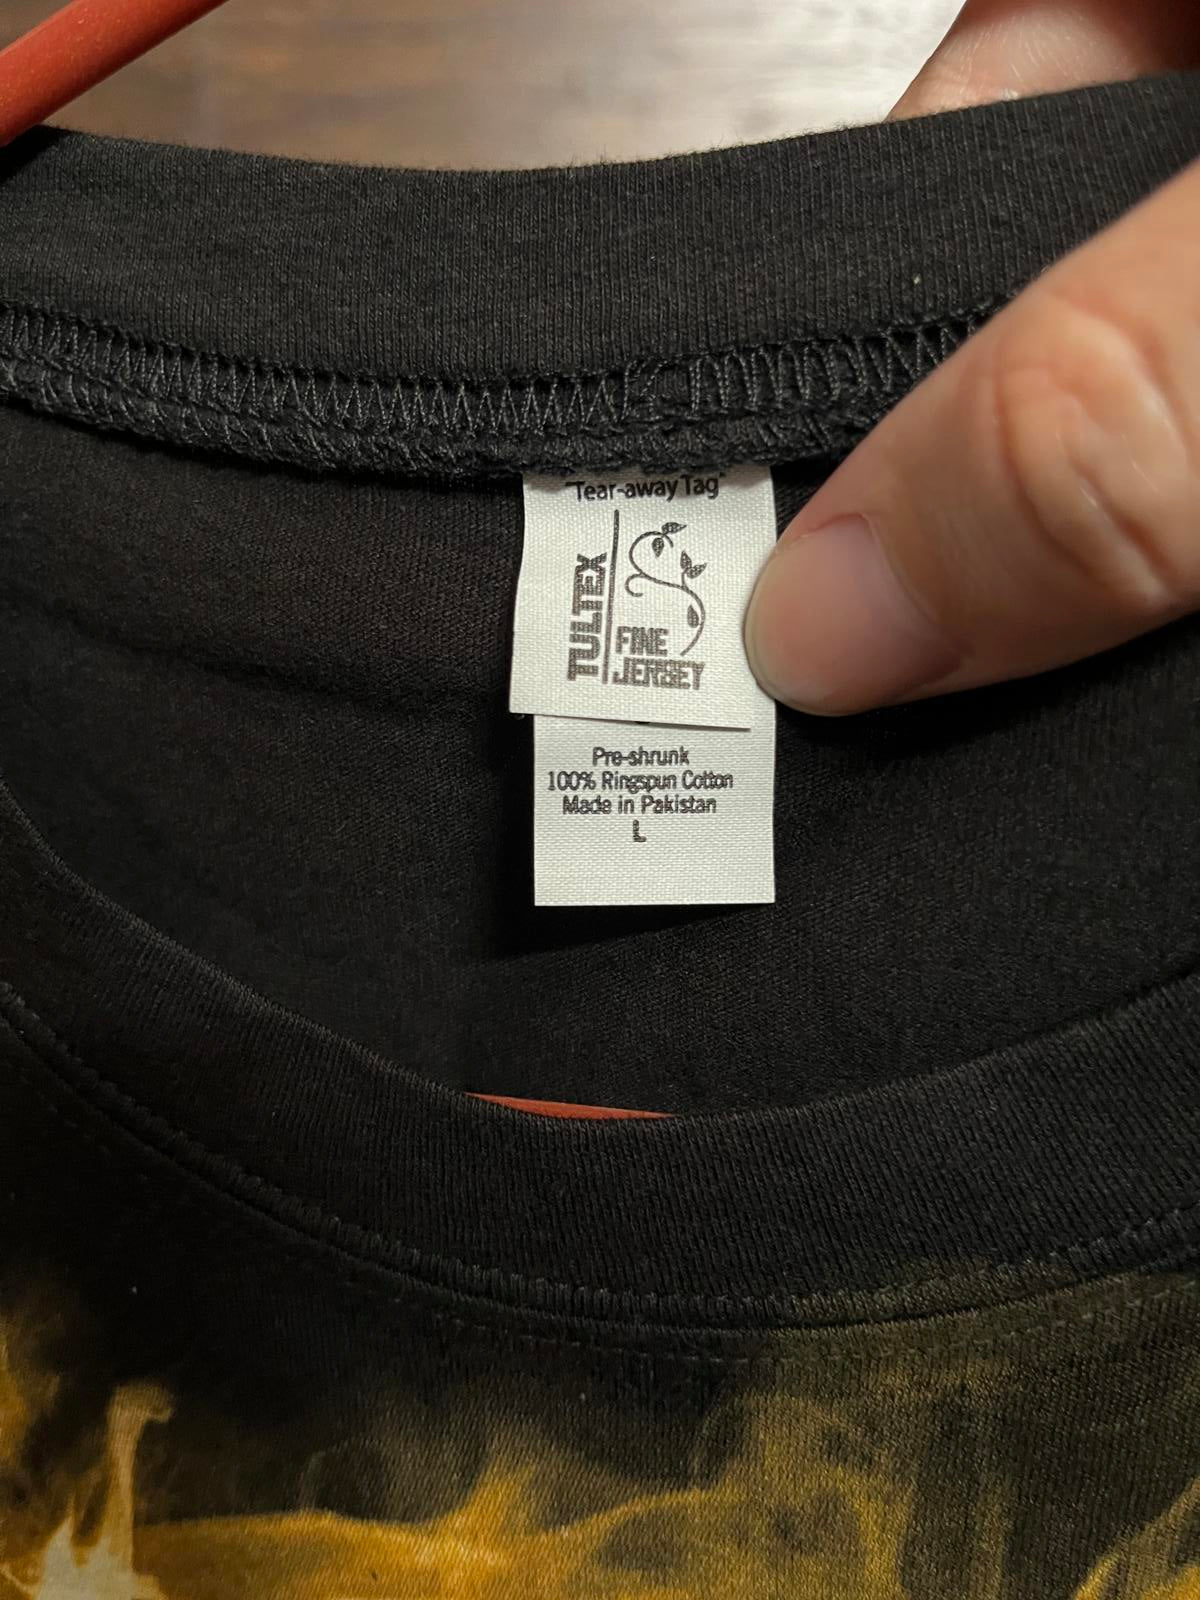 "Tear-away Tag"
TULTEX
FINE
JERSEY
Pre-shrunk
100% Ringspun Cotton
Made in Pakistan
L